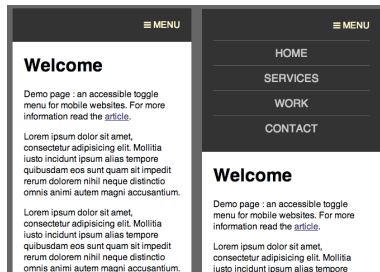 ≡ MENU
Welcome
Demo page : an accessible toggle
menu for mobile websites. For more
information read the article.
Lorem ipsum dolor sit amet,
consectetur adipisicing elit. Mollitia
iusto incidunt ipsum alias tempore
quibusdam eos sunt quam sit impedit
rerum dolorem nihil neque distinctio
omnis animi autem magni accusantium.
Lorem ipsum dolor sit amet,
consectetur adipisicing elit. Mollitia
iusto incidunt ipsum alias tempore
quibusdam eos sunt quam sit impedit
rerum dolorem nihil neque distinctio
omnis animi autem magni accusantium.
≡ MENU
HOME
SERVICES
WORK
CONTACT
Welcome
Demo page : an accessible toggle
menu for mobile websites. For more
information read the article.
Lorem ipsum dolor sit amet,
consectetur adipisicing elit. Mollitia
iusto incidunt ipsum alias tempore